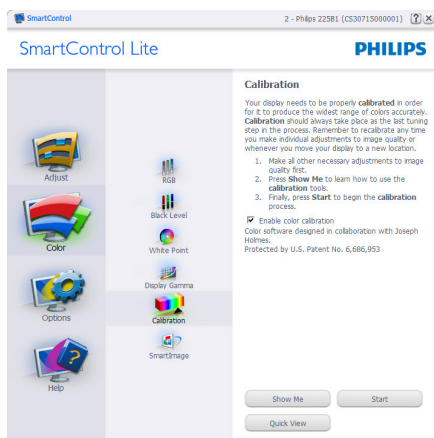 SmartControl
2 - Philips 225B1 (CS30715000001)
SmartControl Lite
PHILIPS
Adjust
Color
Options
Help
RGB
Black Level
White Point
Display Gamma
Calibration
SmartImage
Calibration
Your display needs to be properly calibrated in order
for it to produce the widest range of colors accurately.
Calibration should always take place as the last tuning
step in the process. Remember to recalibrate any time
you make individual adjustments to image quality or
whenever you move your display to a new location.
1. Make all other necessary adjustments to image
quality first.
2. Press Show Me to learn how to use the
calibration tools.
3. Finally, press Start to begin the calibration
process.
Enable color calibration
Color software designed in collaboration with Joseph
Holmes.
Protected by U.S. Patent No. 6,686,953
Show Me
Start
Quick View